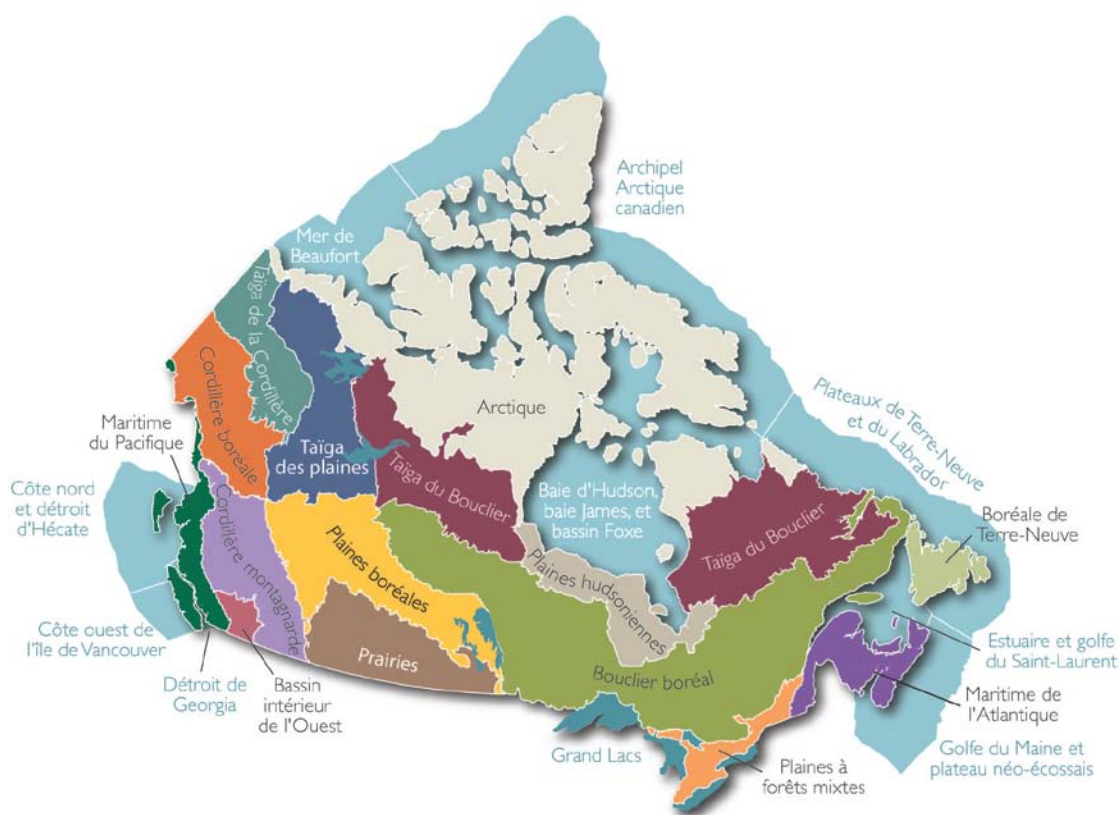 Archipel
Arctique
canadien
Mer de
Beaufort
Taïga de la Cordillère
Cordillère boréale
Arctique
Plateaux de Terre-Neuve
et du Labrador
Maritime
du Pacifique
Taïga
des plaines
Taïga du Bouclier
Côte nord
et détroit
d'Hécate
Baie d'Hudson,
baie James, et
bassin Foxe
Boréale de
Terre-Neuve
Taïga du Bouclier
Cordillère montagnarde
Plaines boréales
Plaines hudsoniennes
Côte ouest de
l'île de Vancouver
Estuaire et golfe
du Saint-Laurent
Prairies
Bouclier boréal
Détroit de
Georgia
Bassin
intérieur
de l'Ouest
Maritime de
l'Atlantique
Grand Lacs
Plaines à
forêts mixtes
Golfe du Maine et
plateau néo-écossais